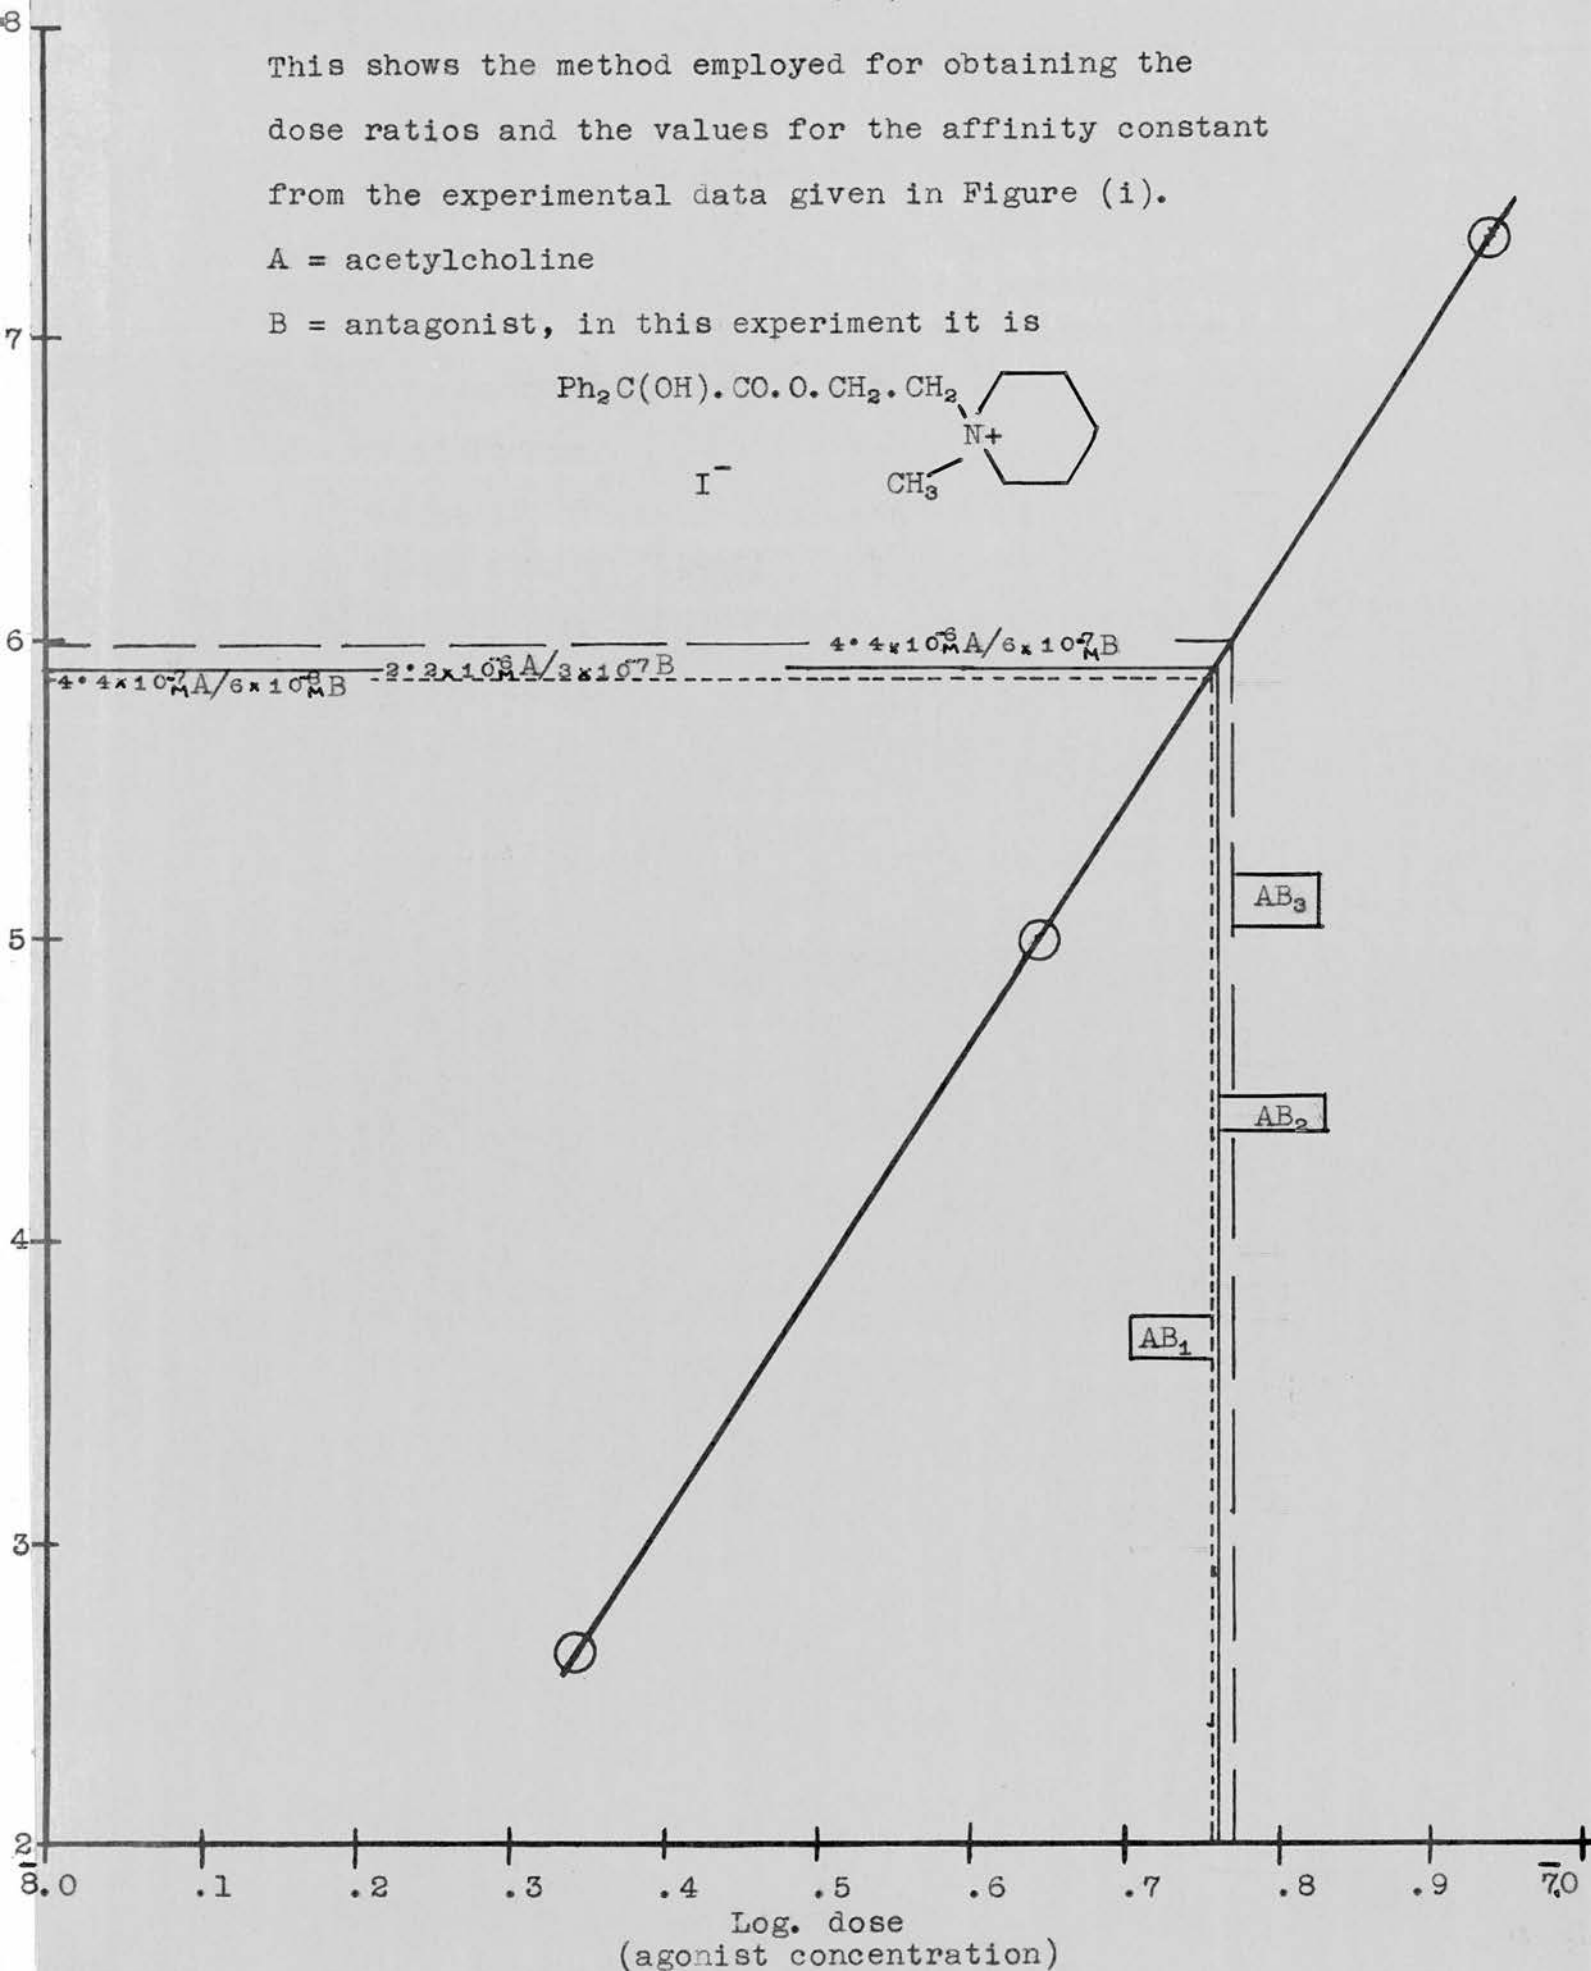 This shows the method employed for obtaining the
dose ratios and the values for the affinity constant
from the experimental data given in Figure (i).
A = acetylcholine
B = antagonist, in this experiment it is
Ph₂C(OH).CO.O.CH₂.CH₂
N+
I⁻
CH₃
8
7
6
5
4
3
2
4·4x10⁻⁶M A/6x10⁻⁷M B
2·2x10⁻⁶M A/3x10⁻⁷B
4·4x10⁻⁷M A/6x10⁻⁸M B
AB₃
AB₂
AB₁
8̄.0 .1 .2 .3 .4 .5 .6 .7 .8 .9 7̄.0
Log. dose
(agonist concentration)